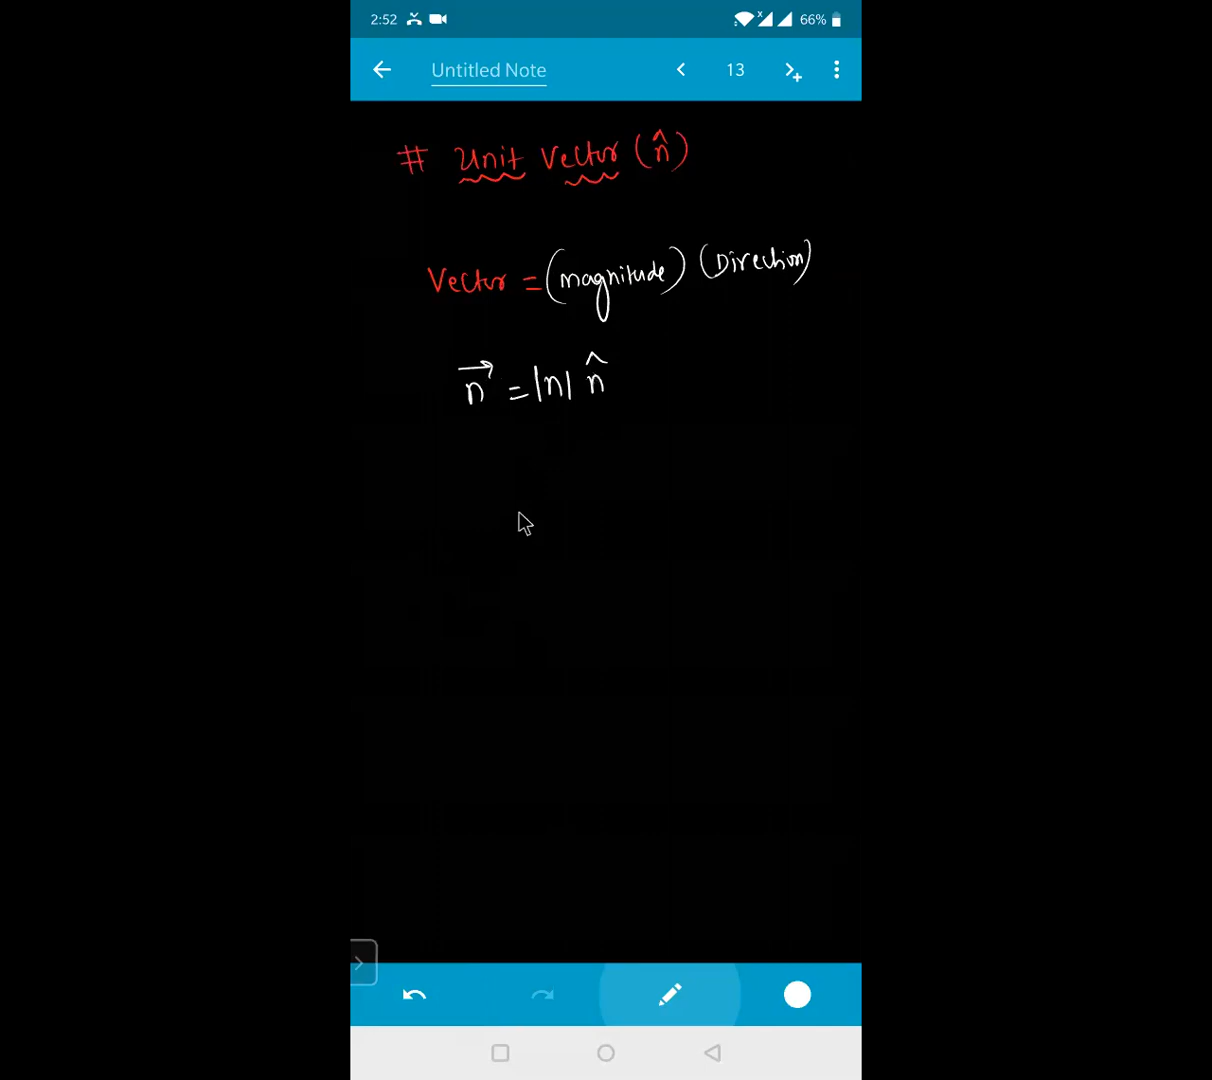 2:52 66%
Untitled Note 13
# Unit Vector (n̂)
Vector = (magnitude) (Direction)
n⃗ = |n| n̂